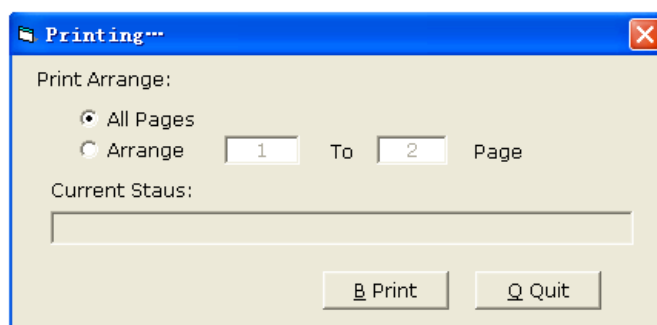 Printing...
Print Arrange:
All Pages
Arrange 1 To 2 Page
Current Staus:
B Print Q Quit